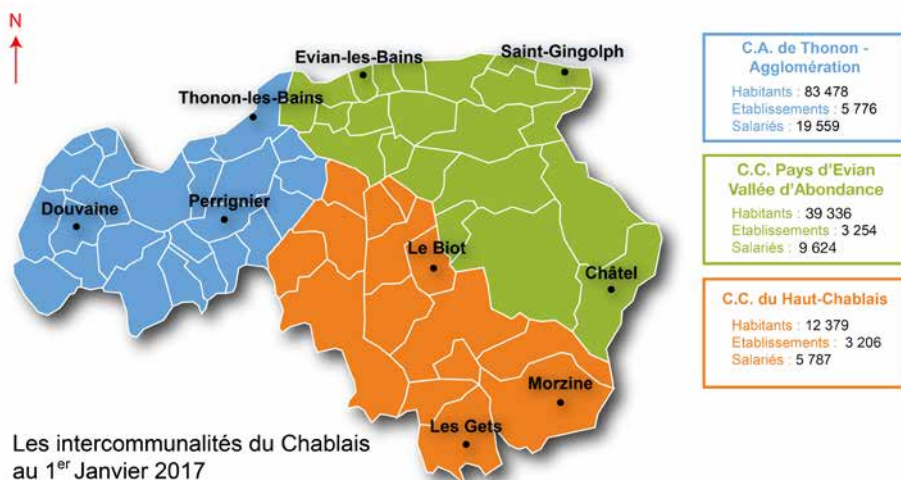 N
Evian-les-Bains
Saint-Gingolph
Thonon-les-Bains
Douvaine
Perrignier
Le Biot
Châtel
Morzine
Les Gets
Les intercommunalités du Chablais
au 1er Janvier 2017
C.A. de Thonon -
Agglomération
Habitants : 83 478
Etablissements : 5 776
Salariés : 19 559
C.C. Pays d'Evian
Vallée d'Abondance
Habitants : 39 336
Etablissements : 3 254
Salariés : 9 624
C.C. du Haut-Chablais
Habitants : 12 379
Etablissements : 3 206
Salariés : 5 787